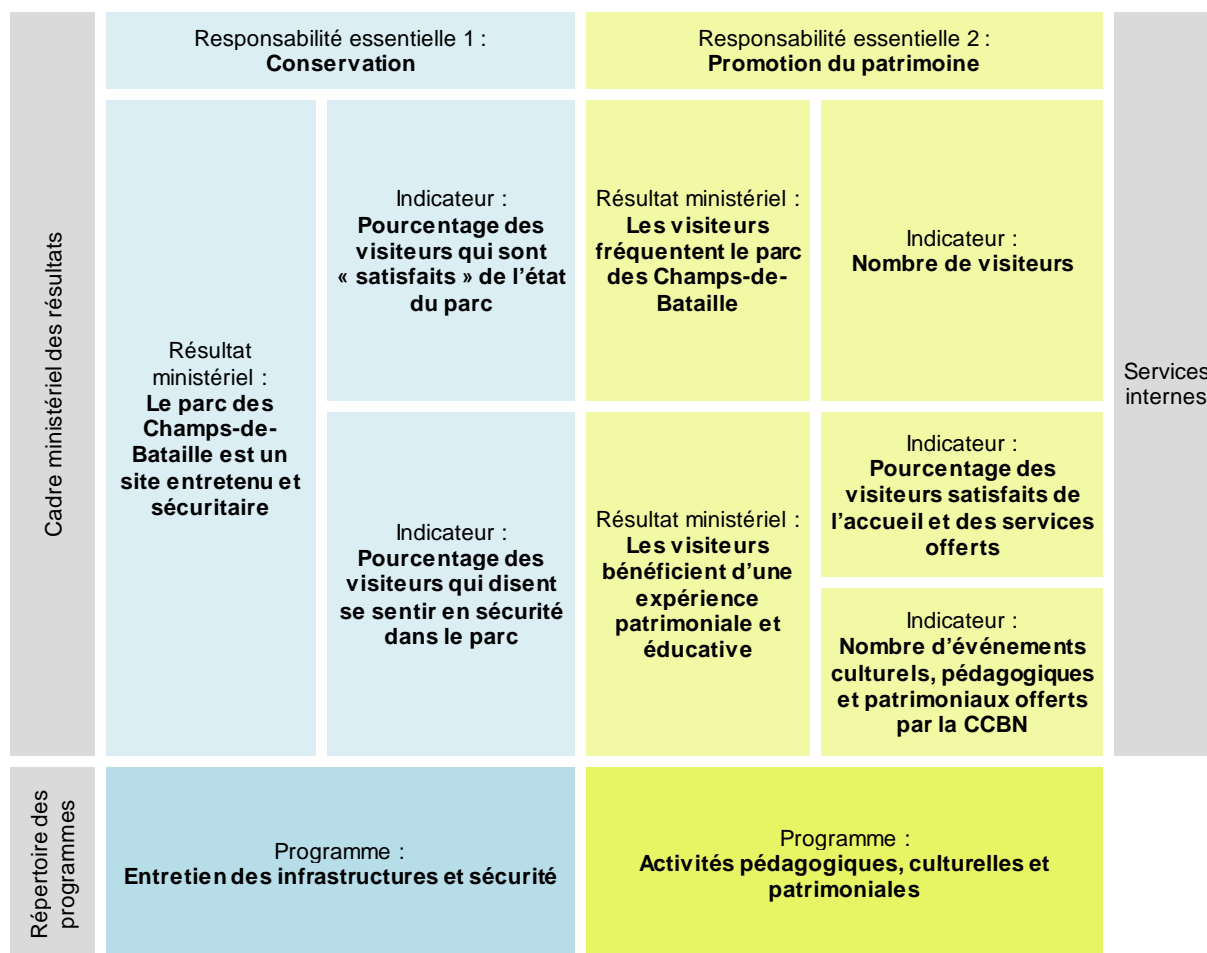 Cadre ministériel des résultats
Responsabilité essentielle 1 :
Conservation
Responsabilité essentielle 2 :
Promotion du patrimoine
Services
internes
Résultat
ministériel :
Le parc des
Champs-de-
Bataille est un
site entretenu et
sécuritaire
Indicateur :
Pourcentage des
visiteurs qui sont
« satisfaits » de l’état
du parc
Indicateur :
Pourcentage des
visiteurs qui disent
se sentir en sécurité
dans le parc
Résultat ministériel :
Les visiteurs
fréquentent le parc
des Champs-de-
Bataille
Indicateur :
Nombre de visiteurs
Résultat ministériel :
Les visiteurs
bénéficient d’une
expérience
patrimoniale et
éducative
Indicateur :
Pourcentage des
visiteurs satisfaits de
l’accueil et des services
offerts
Indicateur :
Nombre d’événements
culturels, pédagogiques
et patrimoniaux offerts
par la CCBN
Répertoire des
programmes
Programme :
Entretien des infrastructures et sécurité
Programme :
Activités pédagogiques, culturelles et
patrimoniales